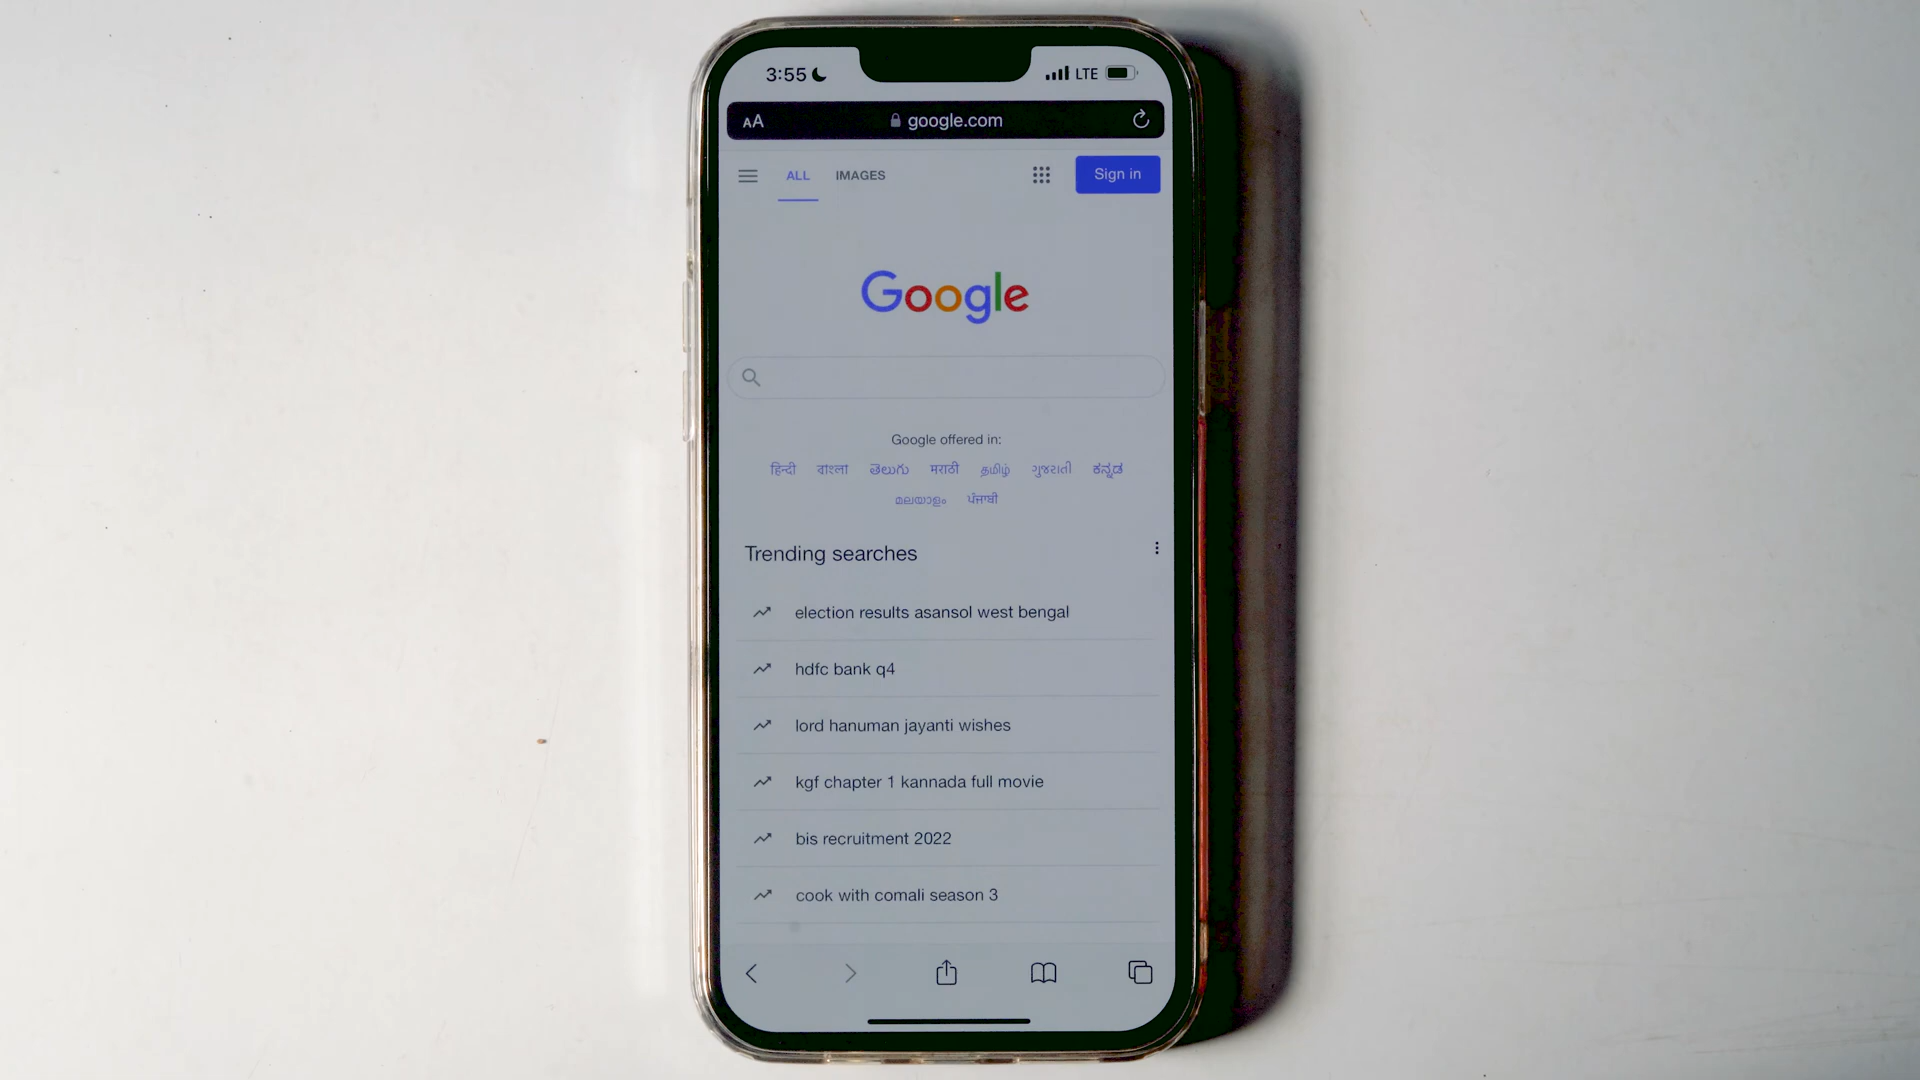 3:55 LTE
AA google.com
ALL IMAGES Sign in
Google
Google offered in:
हिन्दी বাংলা తెలుగు मराठी தமிழ் ગુજરાતી ಕನ್ನಡ
മലയാളം ਪੰਜਾਬੀ
Trending searches
election results asansol west bengal
hdfc bank q4
lord hanuman jayanti wishes
kgf chapter 1 kannada full movie
bis recruitment 2022
cook with comali season 3